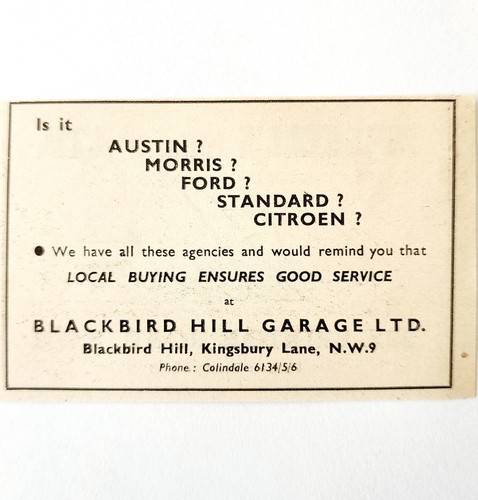 Is it
AUSTIN ?
MORRIS ?
FORD ?
STANDARD ?
CITROEN ?
● We have all these agencies and would remind you that
LOCAL BUYING ENSURES GOOD SERVICE
at
BLACKBIRD HILL GARAGE LTD.
Blackbird Hill, Kingsbury Lane, N.W.9
Phone : Colindale 6134/5/6